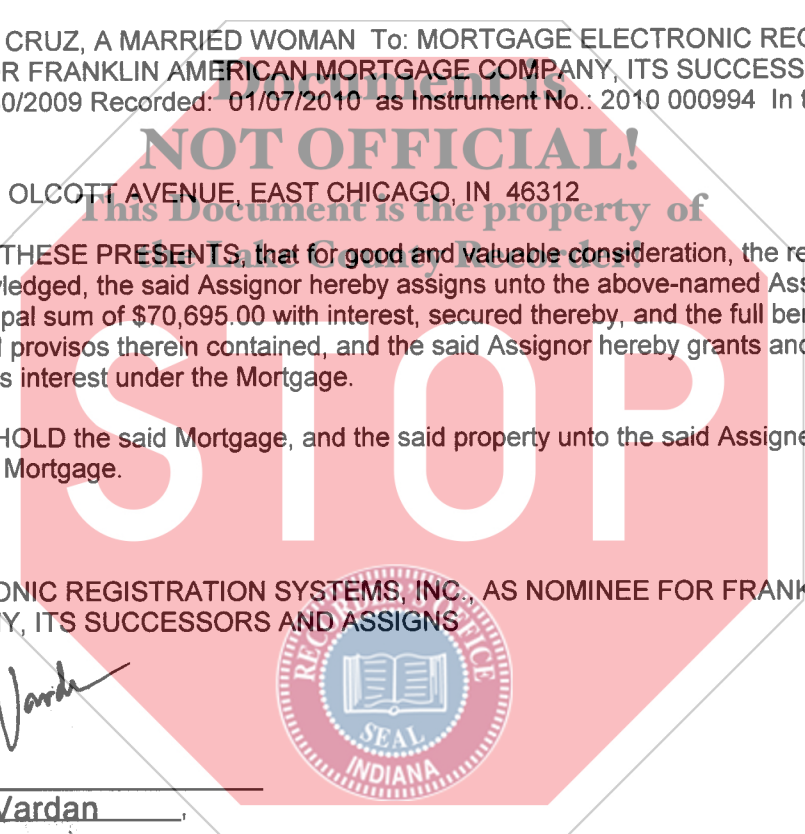 CRUZ, A MARRIED WOMAN To: MORTGAGE ELECTRONIC REC
R FRANKLIN AMERICAN MORTGAGE COMPANY, ITS SUCCESS
Document is
0/2009 Recorded: 01/07/2010 as Instrument No.: 2010 000994 In
NOT OFFICIAL!
OLCOTT AVENUE, EAST CHICAGO, IN 46312
This Document is the property of
THESE PRESENTS, that for good and valuable consideration, the re
the Lake County Recorder!
ledged, the said Assignor hereby assigns unto the above-named Ass
pal sum of $70,695.00 with interest, secured thereby, and the full ben
provisos therein contained, and the said Assignor hereby grants and
s interest under the Mortgage.
STOP
HOLD the said Mortgage, and the said property unto the said Assigne
Mortgage.
ONIC REGISTRATION SYSTEMS, INC., AS NOMINEE FOR FRANK
Y, ITS SUCCESSORS AND ASSIGNS
RECORDER'S OFFICE
SEAL
INDIANA
Vardan ,